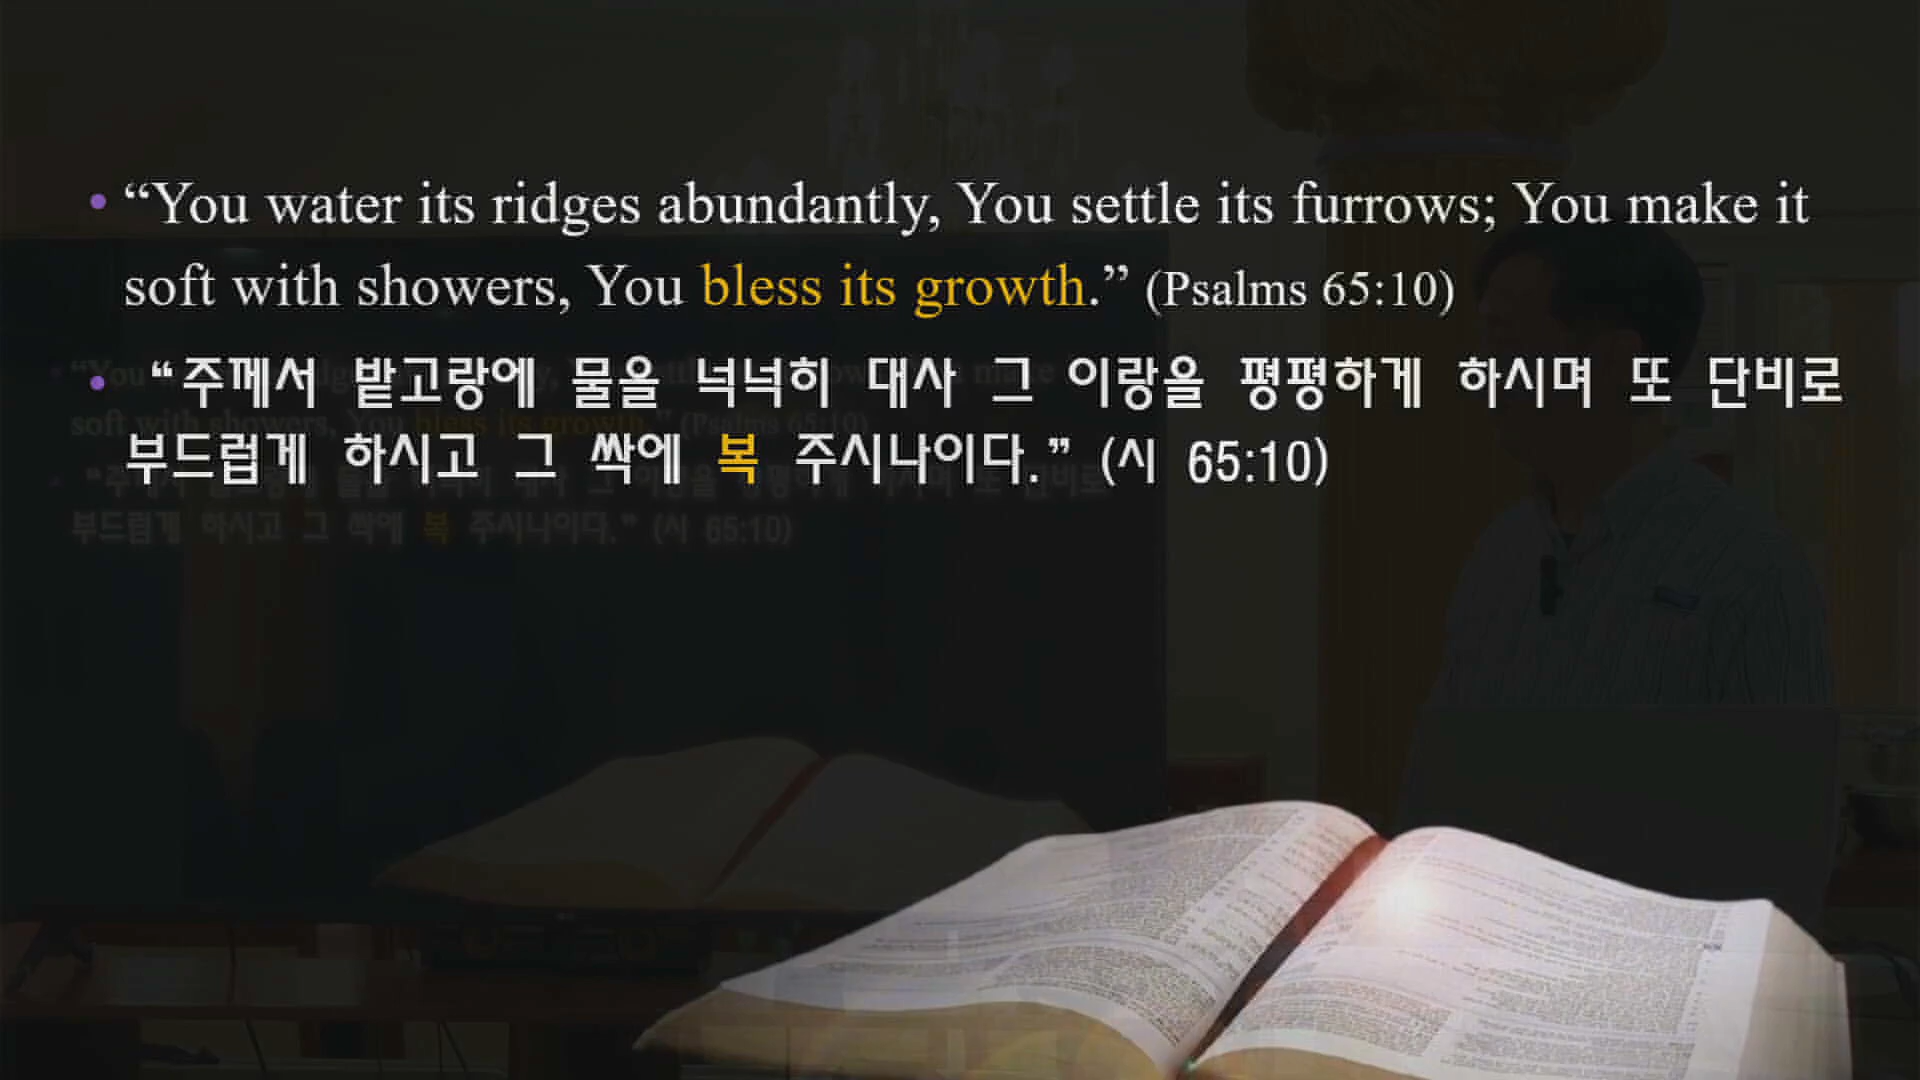 • “You water its ridges abundantly, You settle its furrows; You make it
soft with showers, You bless its growth.” (Psalms 65:10)
• “주께서 밭고랑에 물을 넉넉히 대사 그 이랑을 평평하게 하시며 또 단비로
부드럽게 하시고 그 싹에 복 주시나이다.” (시 65:10)